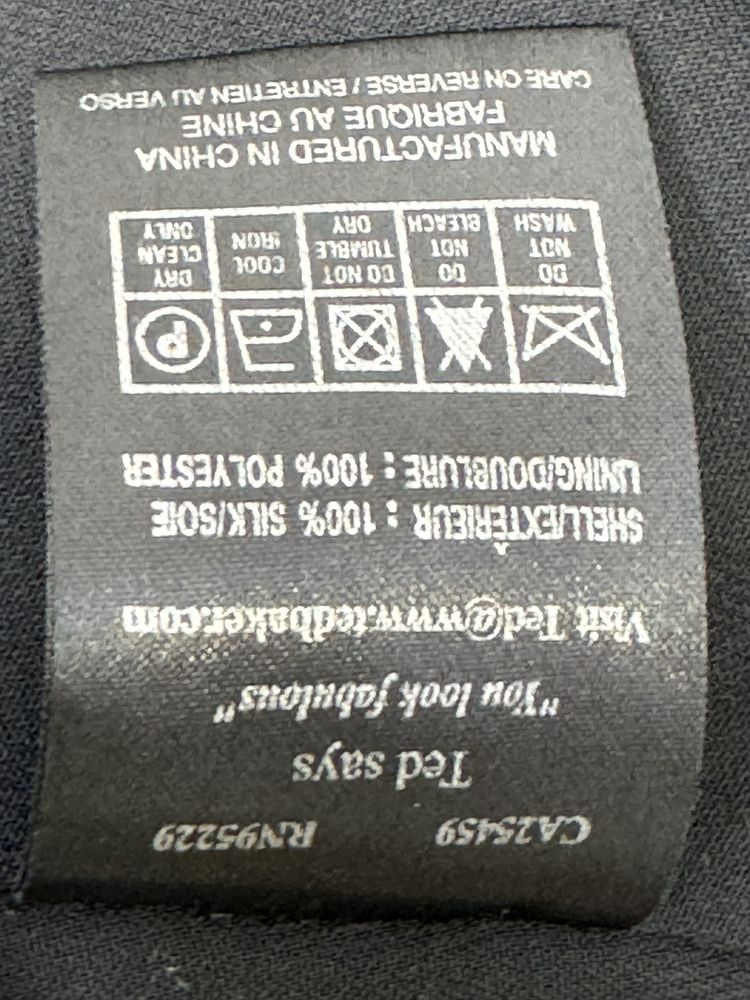 CA25459 RN95229
Ted says
"You look fabulous"
Visit Ted@www.tedbaker.com
SHELL/EXTÉRIEUR : 100% SILK/SOIE
LINING/DOUBLURE : 100% POLYESTER
P
DO NOT WASH
DO NOT BLEACH
DO NOT TUMBLE DRY
COOL IRON
DRY CLEAN ONLY
MANUFACTURED IN CHINA
FABRIQUE AU CHINE
CARE ON REVERSE / ENTRETIEN AU VERSO